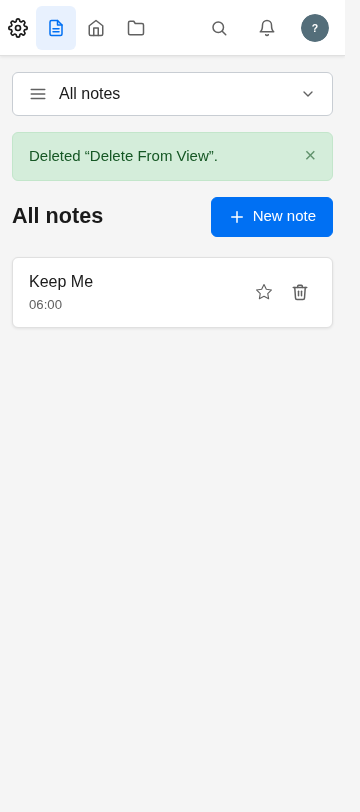 ?
All notes
Deleted “Delete From View”.
All notes
New note
Keep Me
06:00